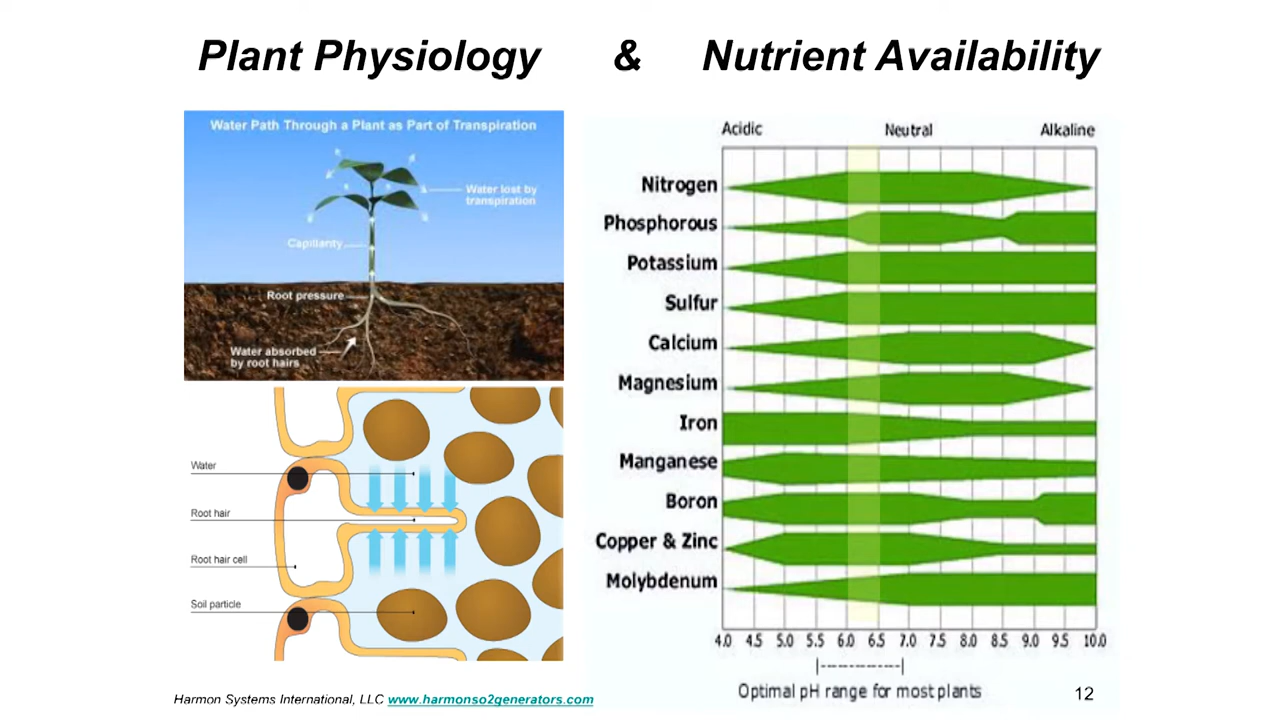 Plant Physiology & Nutrient Availability
Water Path Through a Plant as Part of Transpiration
Water lost by
transpiration
Capillarity
Root pressure
Water absorbed
by root hairs
Water
Root hair
Root hair cell
Soil particle
Acidic Neutral Alkaline
Nitrogen
Phosphorous
Potassium
Sulfur
Calcium
Magnesium
Iron
Manganese
Boron
Copper & Zinc
Molybdenum
4.0 4.5 5.0 5.5 6.0 6.5 7.0 7.5 8.0 8.5 9.0 9.5 10.0
Optimal pH range for most plants
Harmon Systems International, LLC www.harmonso2generators.com
12